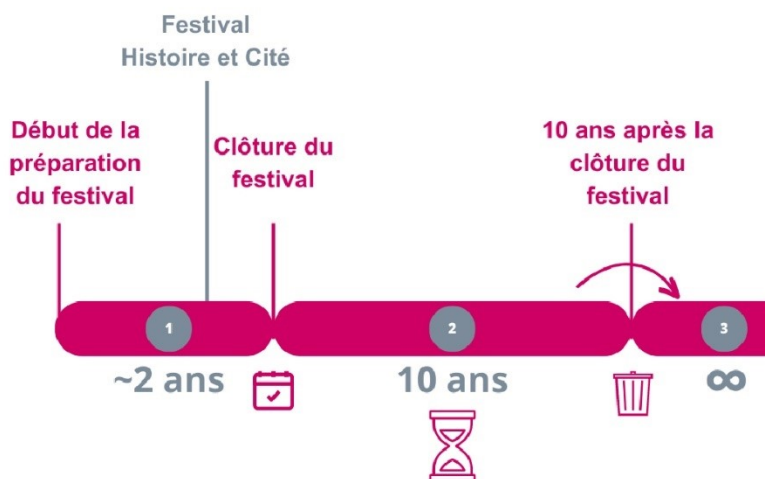 Festival
Histoire et Cité
Début de la
préparation
du festival
Clôture du
festival
10 ans après la
clôture du
festival
1
2
3
~2 ans
10 ans
∞